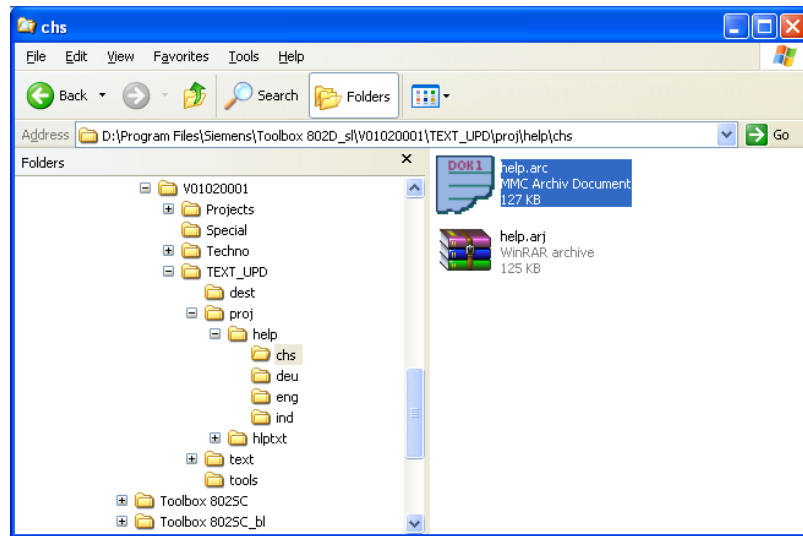 chs
File Edit View Favorites Tools Help
Back Search Folders
Address D:\Program Files\Siemens\Toolbox 802D_sl\V01020001\TEXT_UPD\proj\help\chs Go
Folders
V01020001
Projects
Special
Techno
TEXT_UPD
dest
proj
help
chs
deu
eng
ind
hlptxt
text
tools
Toolbox 802SC
Toolbox 802SC_bl
DOK1
help.arc
MMC Archiv Document
127 KB
help.arj
WinRAR archive
125 KB